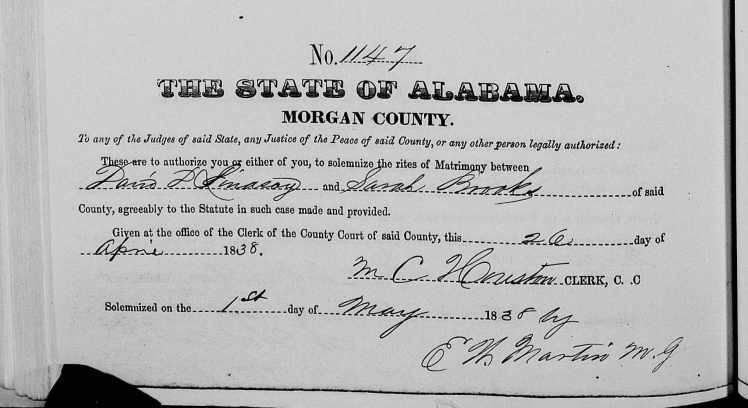 No. 1147
THE STATE OF ALABAMA.
MORGAN COUNTY.
To any of the Judges of said State, any Justice of the Peace of said County, or any other person legally authorized:
These are to authorize you or either of you, to solemnize the rites of Matrimony between
David P. Lindsay and Sarah Brooks of said
County, agreeably to the Statute in such case made and provided.
Given at the office of the Clerk of the County Court of said County, this 26 day of
April 1838.
M C Houston CLERK, C. C
Solemnized on the 1st day of May 1838 by
E W Martin M. G